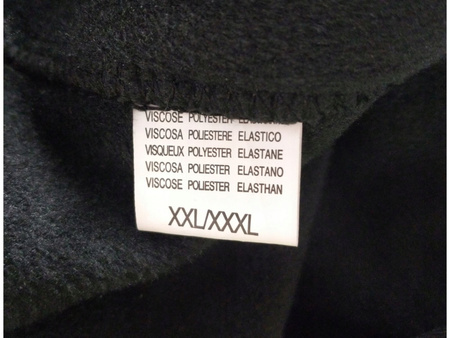 VISCOSE POLYESTER
VISCOSA POLIESTERE ELASTICO
VISQUEUX POLYESTER ELASTANE
VISCOSA POLIESTER ELASTANO
VISCOSE POLIESTER ELASTHAN
XXL/XXXL